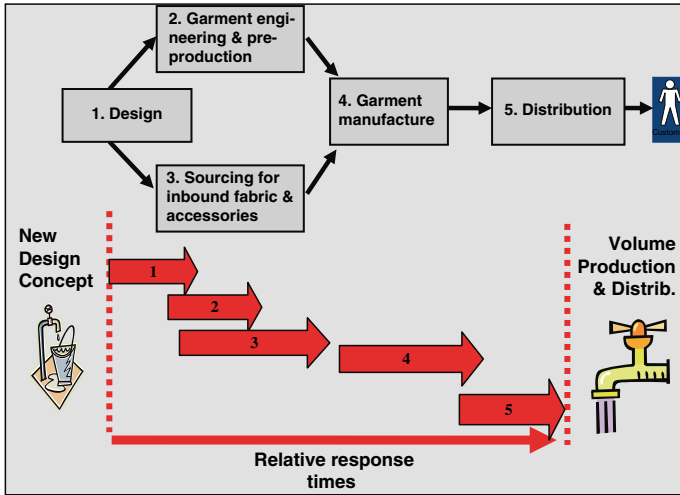 2. Garment engi-
neering & pre-
production
1. Design
4. Garment
manufacture
5. Distribution
3. Sourcing for
inbound fabric &
accessories
New
Design
Concept
Volume
Production
& Distrib.
1
2
3
4
5
Relative response
times